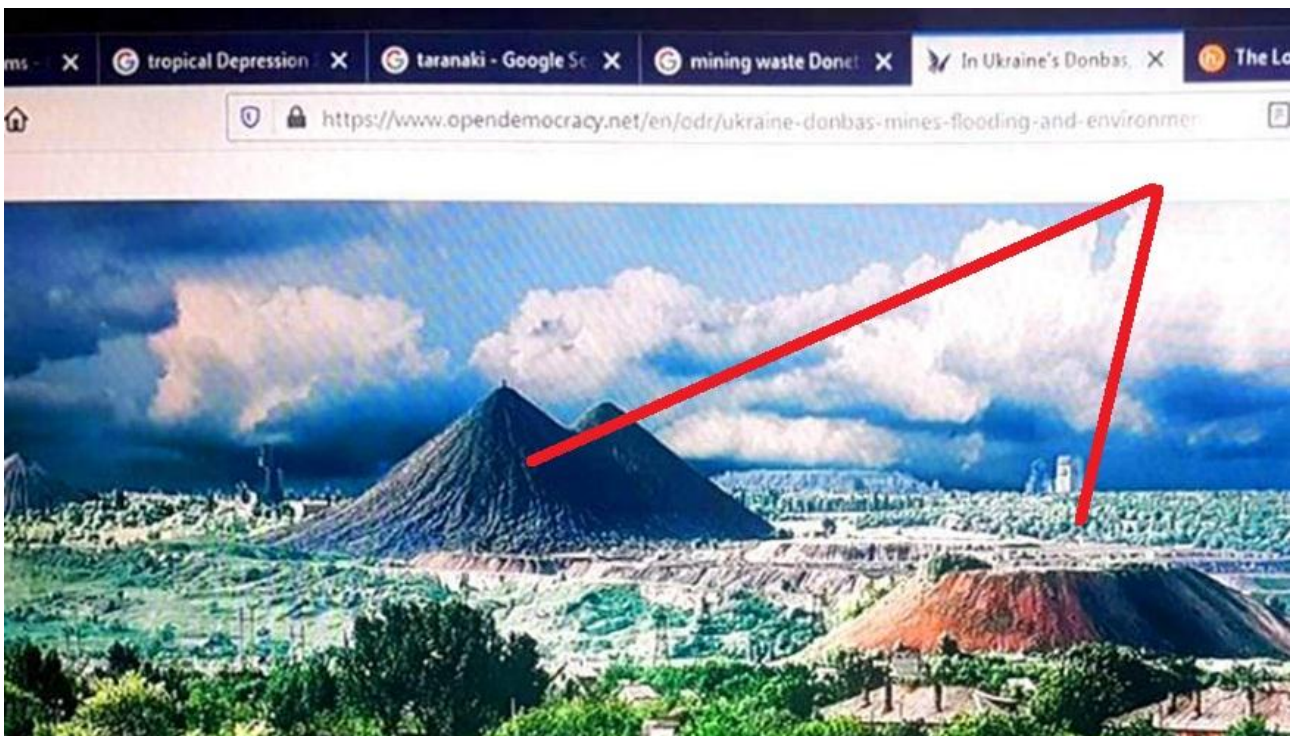 ms -
tropical Depression
taranaki - Google Sc
mining waste Donet
In Ukraine's Donbas,
The Lo
https://www.opendemocracy.net/en/odr/ukraine-donbas-mines-flooding-and-environmen